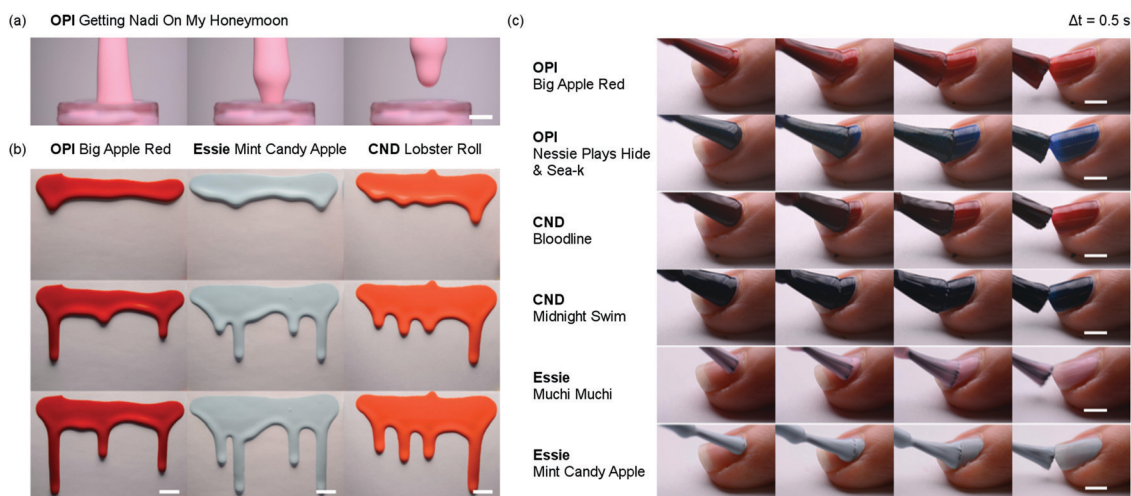 (a) OPI Getting Nadi On My Honeymoon
(b) OPI Big Apple Red
Essie Mint Candy Apple
CND Lobster Roll
(c)
Δt = 0.5 s
OPI
Big Apple Red
OPI
Nessie Plays Hide
& Sea-k
CND
Bloodline
CND
Midnight Swim
Essie
Muchi Muchi
Essie
Mint Candy Apple